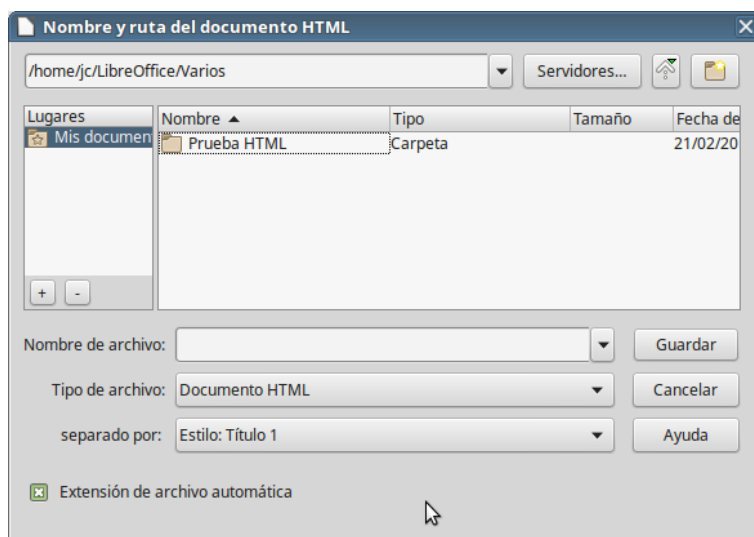 Nombre y ruta del documento HTML
/home/jc/LibreOffice/Varios
Servidores...
Lugares
Nombre
Tipo
Tamaño
Fecha de
Mis documen
Prueba HTML
Carpeta
21/02/20
+ -
Nombre de archivo:
Guardar
Tipo de archivo: Documento HTML
Cancelar
separado por: Estilo: Título 1
Ayuda
Extensión de archivo automática